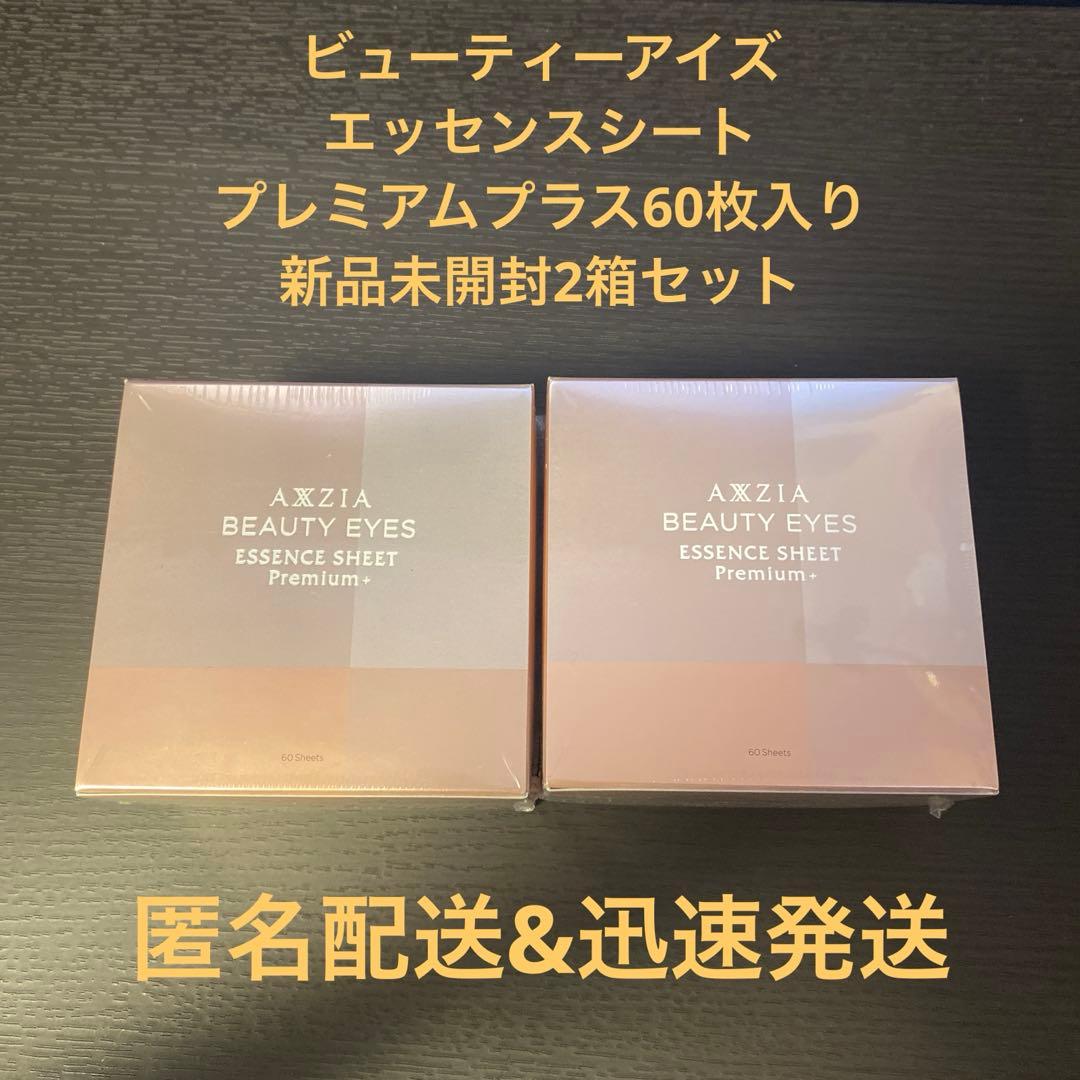 ビューティーアイズ
エッセンスシート
プレミアムプラス60枚入り
新品未開封2箱セット
AXXZIA
BEAUTY EYES
ESSENCE SHEET
Premium+
60 Sheets
AXXZIA
BEAUTY EYES
ESSENCE SHEET
Premium+
60 Sheets
匿名配送&迅速発送